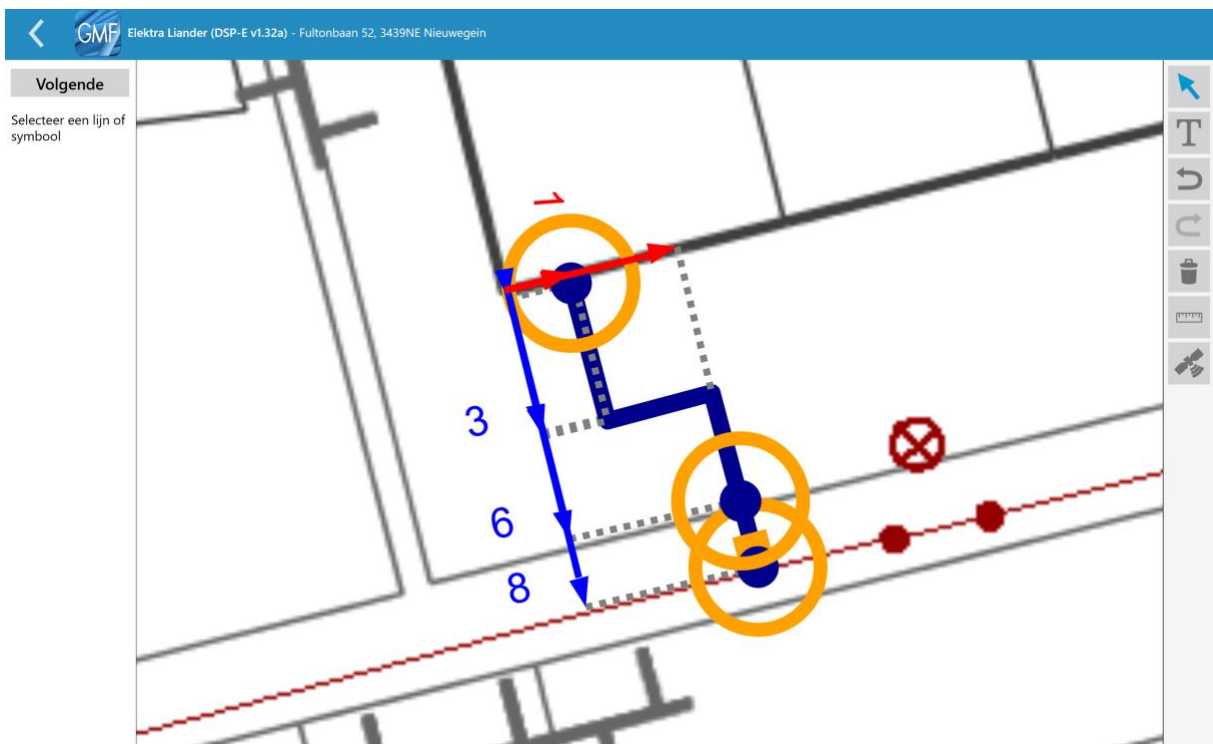 GMF
Elektra Liander (DSP-E v1.32a) - Fultonbaan 52, 3439NE Nieuwegein
Volgende
Selecteer een lijn of
symbool
T
1
3
6
8